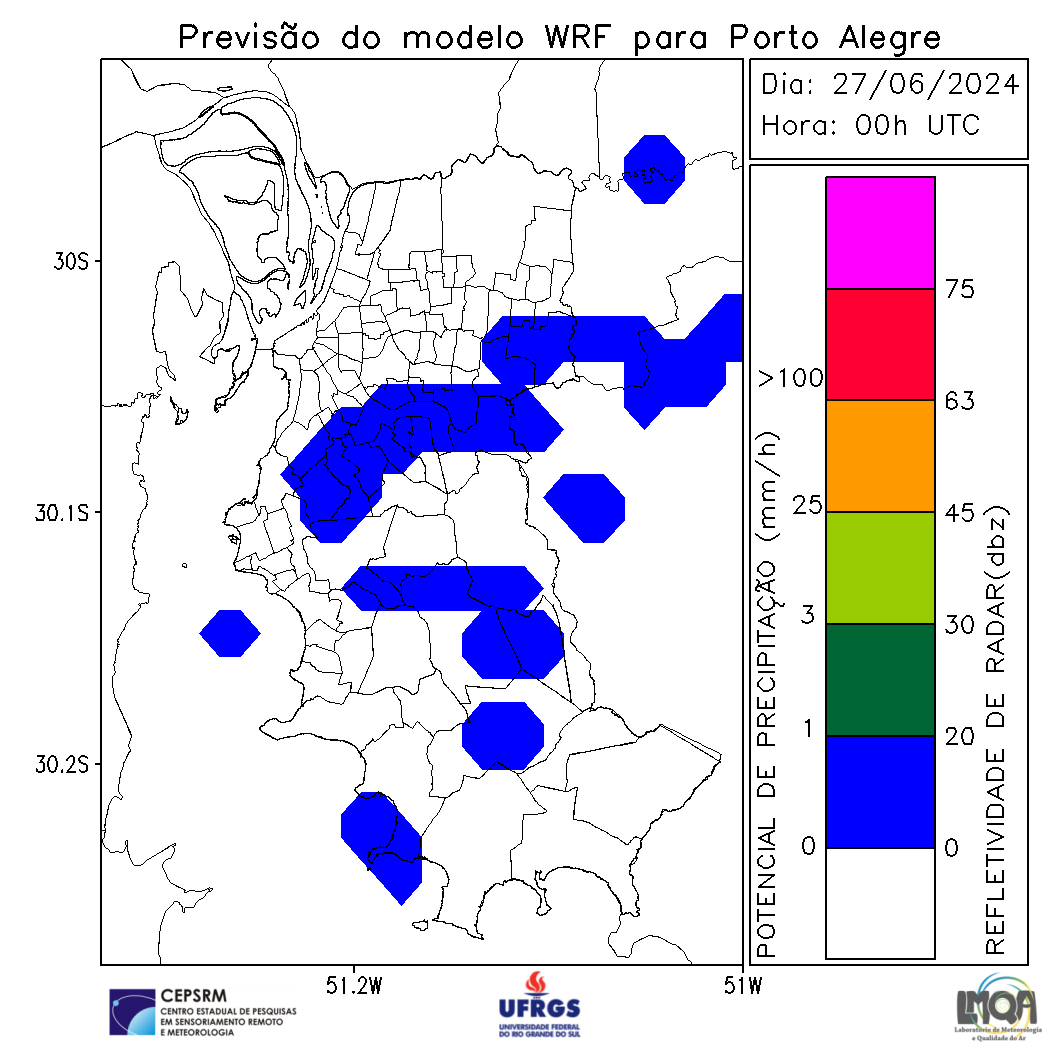 Previsão do modelo WRF para Porto Alegre
Dia: 27/06/2024
Hora: 00h UTC
30S
30.1S
30.2S
51.2W
51W
POTENCIAL DE PRECIPITAÇÃO (mm/h)
>100
25
3
1
0
75
63
45
30
20
0
REFLETIVIDADE DE RADAR(dbz)
CEPSRM
CENTRO ESTADUAL DE PESQUISAS
EM SENSORIAMENTO REMOTO
E METEOROLOGIA
UFRGS
UNIVERSIDADE FEDERAL
DO RIO GRANDE DO SUL
LMQA
Laboratório de Meteorologia
e Qualidade do Ar